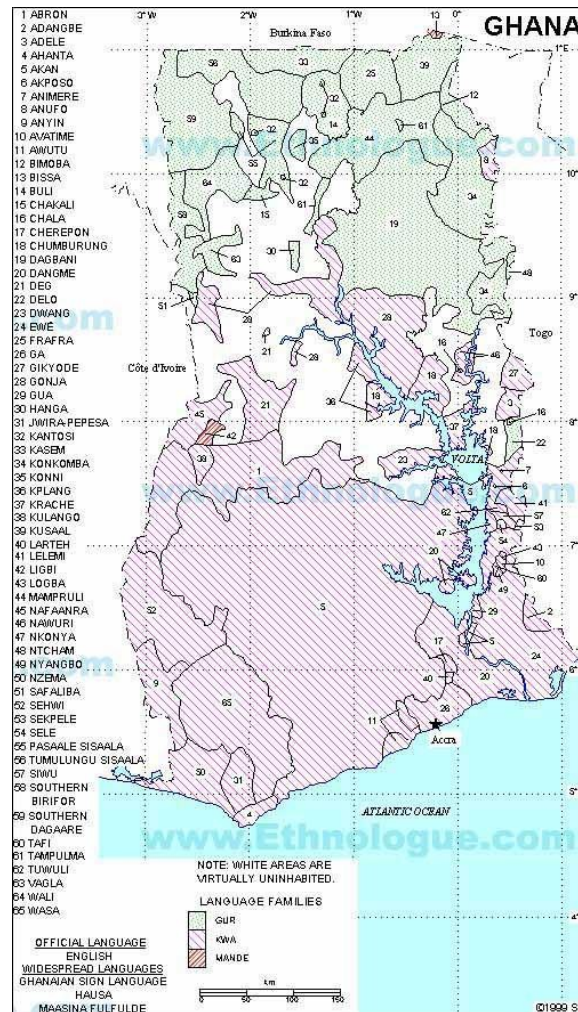 GHANA
1 ABRON
2 ADANGBE
3 ADELE
4 AHANTA
5 AKAN
6 AKPOSO
7 ANIMERE
8 ANUFO
9 ANYIN
10 AVATIME
11 AWUTU
12 BIMOBA
13 BISSA
14 BULI
15 CHAKALI
16 CHALA
17 CHEREPON
18 CHUMBURUNG
19 DAGBANI
20 DANGME
21 DEG
22 DELO
23 DWANG
24 EWE
25 FRAFRA
26 GA
27 GIKYODE
28 GONJA
29 GUA
30 HANGA
31 JWIRA-PEPESA
32 KANTOSI
33 KASEM
34 KONKOMBA
35 KONNI
36 KPLANG
37 KRACHE
38 KULANGO
39 KUSAAL
40 LARTEH
41 LELEMI
42 LIGBI
43 LOGBA
44 MAMPRULI
45 NAFAANRA
46 NAWURI
47 NKONYA
48 NTCHAM
49 NYANGBO
50 NZEMA
51 SAFALIBA
52 SEHWI
53 SEKPELE
54 SELE
55 PASAALE SISAALA
56 TUMULUNGU SISAALA
57 SIWU
58 SOUTHERN
BIRIFOR
59 SOUTHERN
DAGAARE
60 TAFI
61 TAMPULMA
62 TUWULI
63 VAGLA
64 WALI
65 WASA
OFFICIAL LANGUAGE
ENGLISH
WIDESPREAD LANGUAGES
GHANAIAN SIGN LANGUAGE
HAUSA
MAASINA FULFULDE
3°W
2°W
1°W
0°
1°E
Burkina Faso
11°N
10°N
9°N
8°N
7°N
6°
5°
4°
Togo
Côte d'Ivoire
VOLTA
Accra
ATLANTIC OCEAN
www.Ethnologue.com
www.Ethnologue.com
www.Ethnologue.com
NOTE: WHITE AREAS ARE
VIRTUALLY UNINHABITED.
LANGUAGE FAMILIES
GUR
KWA
MANDE
km
0 50 100 150
©1999 S